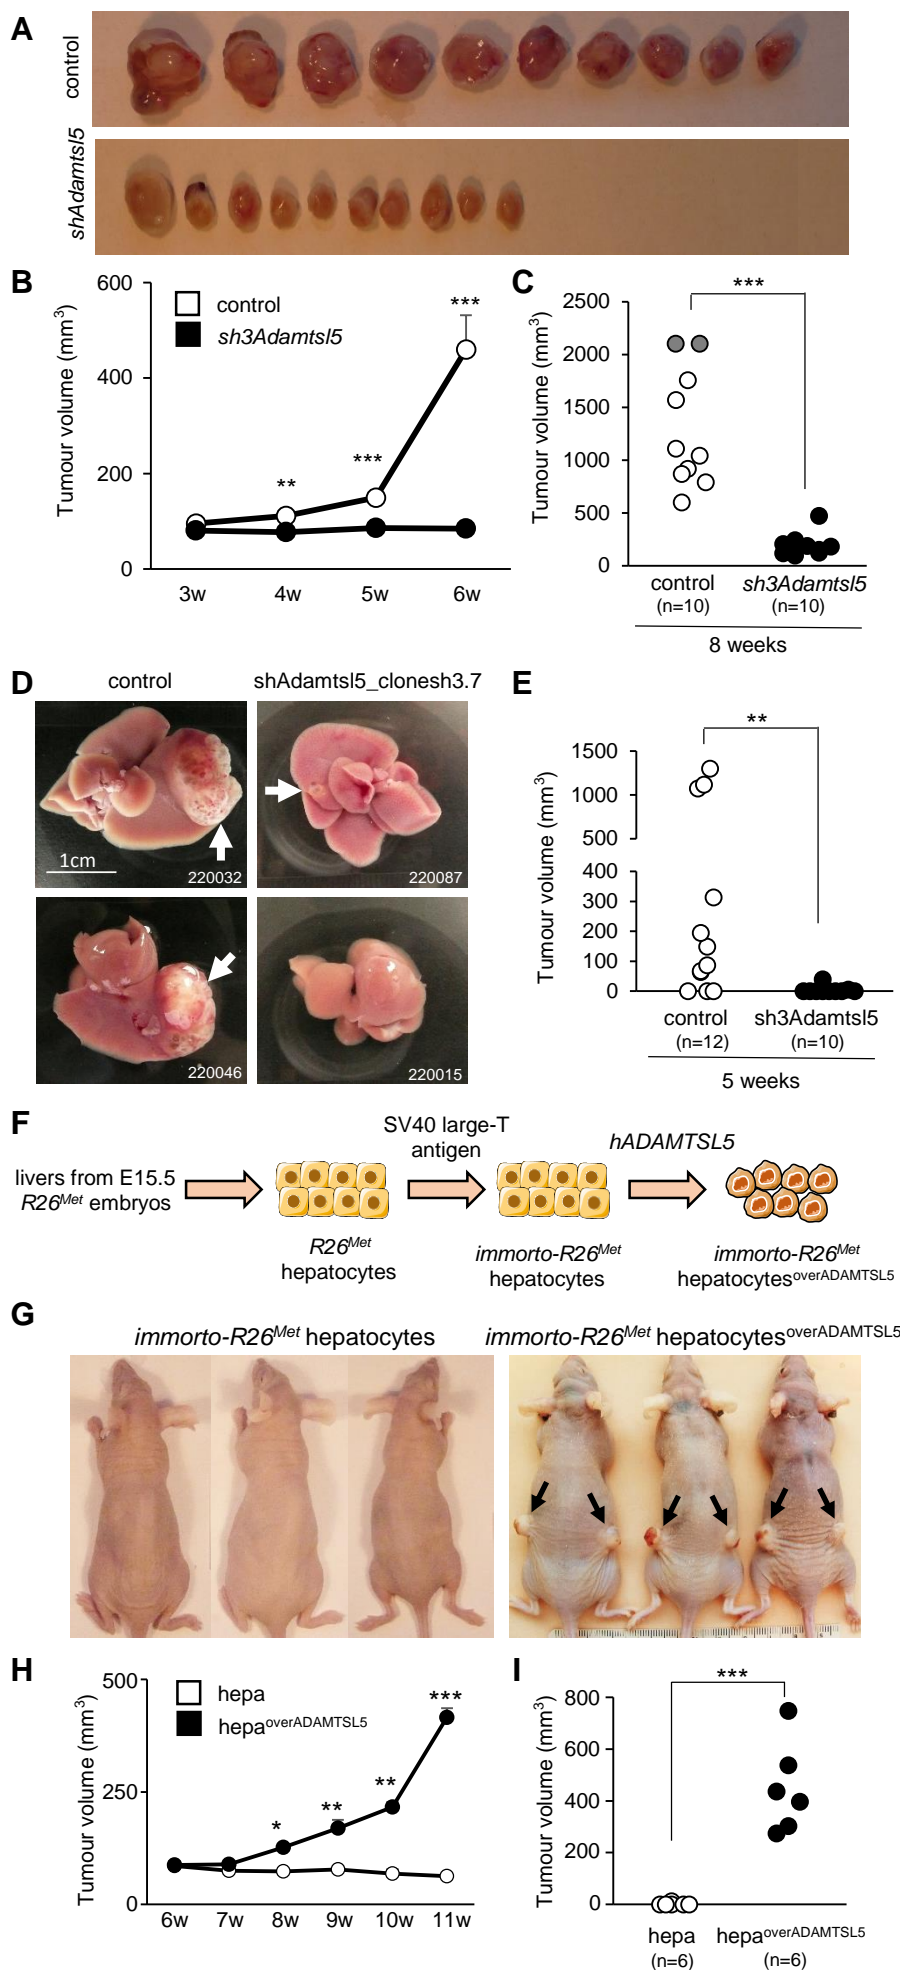 A
control
shAdamtsl5
B
Tumour volume (mm3)
600
400
200
0
control
sh3Adamtsl5
**
***
***
3w 4w 5w 6w
C
Tumour volume (mm3)
2500
2000
1500
1000
500
0
***
control sh3Adamtsl5
(n=10) (n=10)
8 weeks
D
control shAdamtsl5_clonesh3.7
1cm
220032
220087
220046
220015
E
Tumour volume (mm3)
1500
1000
500
400
300
200
100
0
**
control sh3Adamtsl5
(n=12) (n=10)
5 weeks
F
livers from E15.5
R26Met embryos
R26Met
hepatocytes
SV40 large-T
antigen
immorto-R26Met
hepatocytes
hADAMTSL5
immorto-R26Met
hepatocytesoverADAMTSL5
G
immorto-R26Met hepatocytes
immorto-R26Met hepatocytesoverADAMTSL5
H
Tumour volume (mm3)
500
250
0
hepa
hepaoverADAMTSL5
*
**
**
***
6w 7w 8w 9w 10w 11w
I
Tumour volume (mm3)
800
600
400
200
0
***
hepa hepaoverADAMTSL5
(n=6) (n=6)